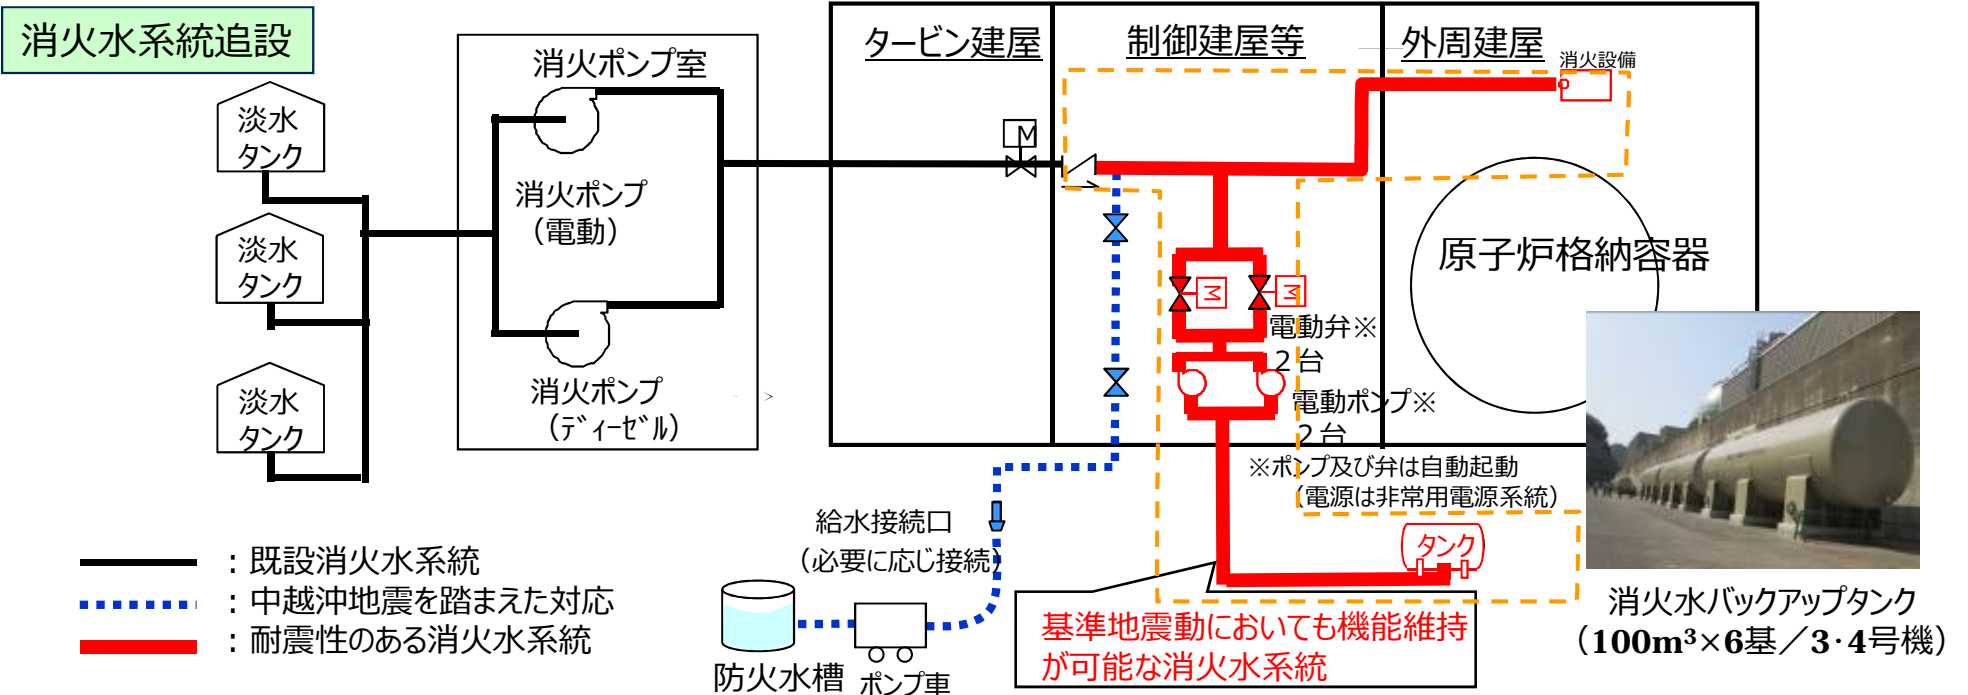 消火水系統追設
タービン建屋
制御建屋等
外周建屋
消火設備
消火ポンプ室
淡水
タンク
M
消火ポンプ
（電動）
淡水
タンク
原子炉格納容器
M
M
電動弁※
２台
消火ポンプ
（ﾃﾞｨｰｾﾞﾙ）
淡水
タンク
電動ポンプ※
２台
※ポンプ及び弁は自動起動
（電源は非常用電源系統）
給水接続口
（必要に応じ接続）
タンク
：既設消火水系統
：中越沖地震を踏まえた対応
：耐震性のある消火水系統
基準地震動においても機能維持
が可能な消火水系統
防火水槽
ポンプ車
消火水バックアップタンク
（100m³×6基／3･4号機）